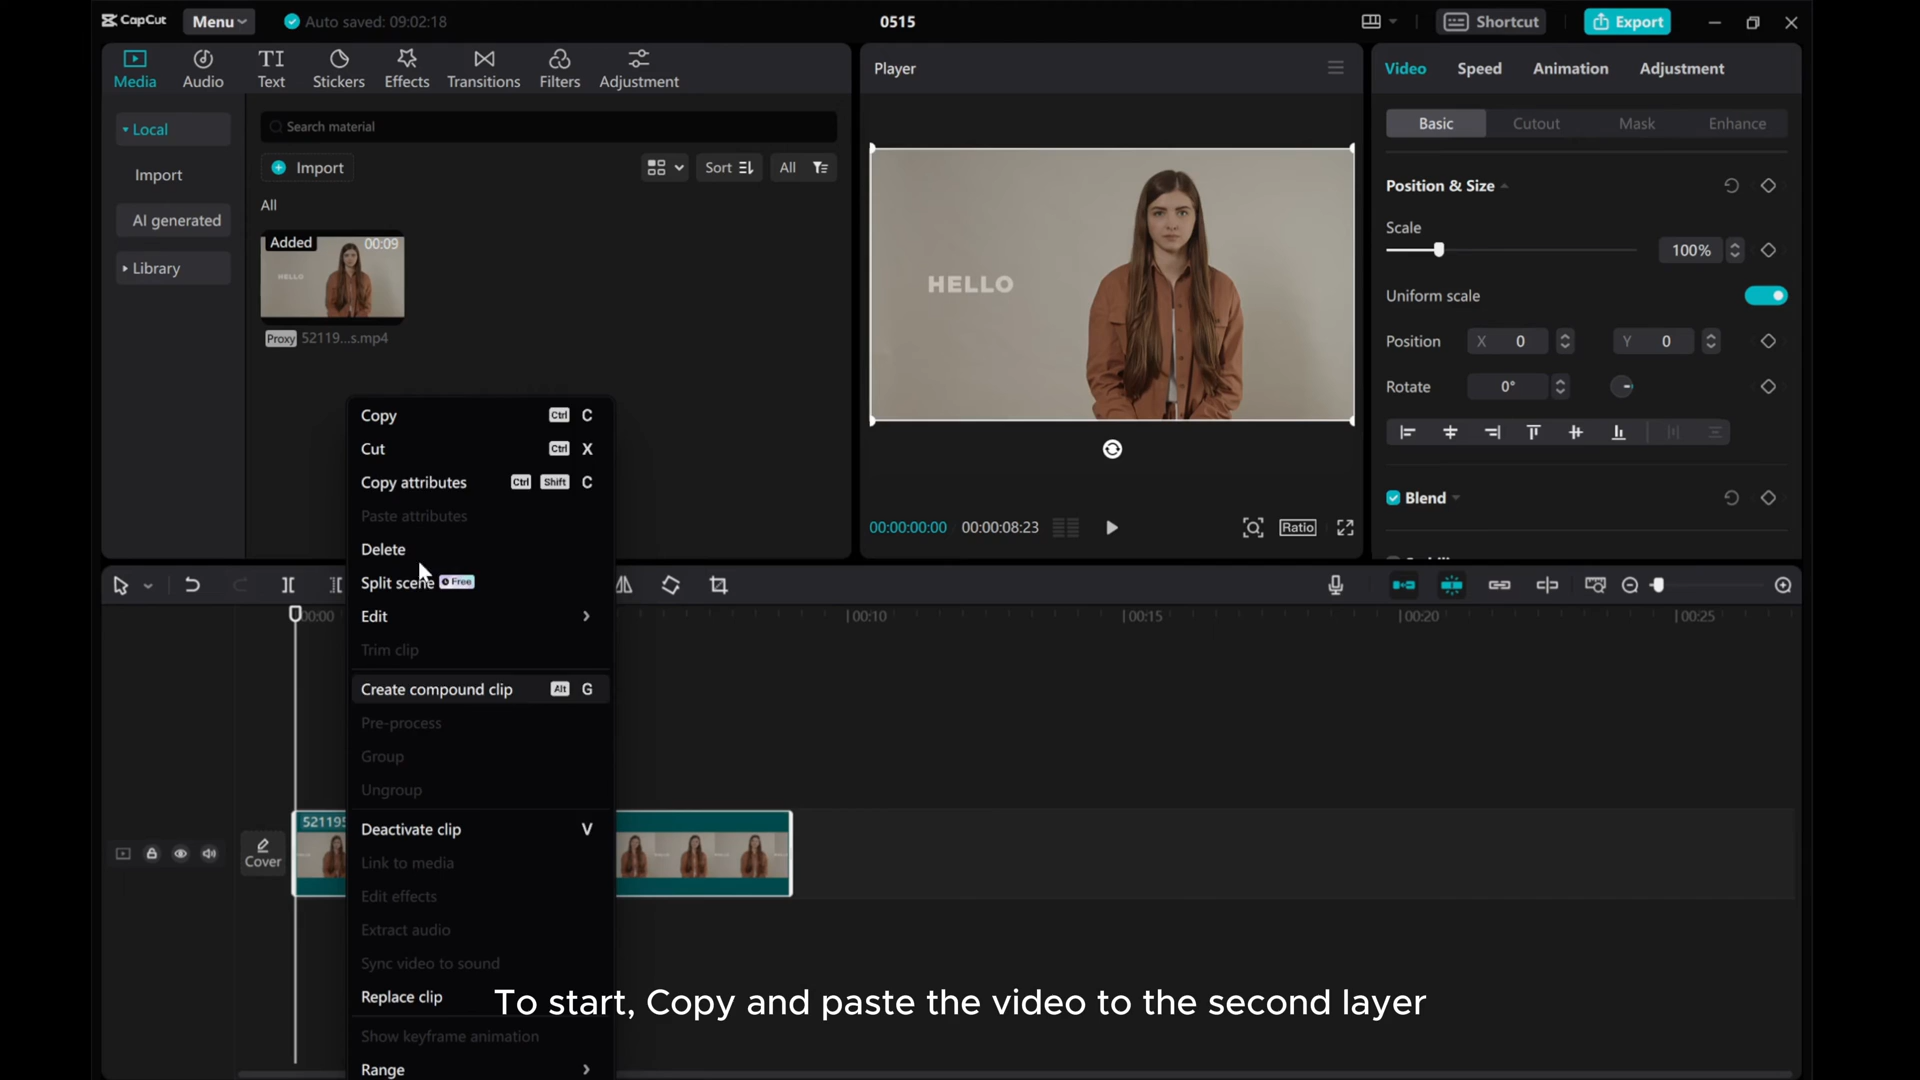 CapCut
Menu
Auto saved: 09:02:18
0515
Shortcut
Export
Media
Audio
TI
Text
Stickers
Effects
Transitions
Filters
Adjustment
Local
Import
AI generated
Library
Search material
Import
Sort
All
All
Added
00:09
HELLO
Proxy
52119...s.mp4
Player
HELLO
00:00:00:00
00:00:08:23
Ratio
Video
Speed
Animation
Adjustment
Basic
Cutout
Mask
Enhance
Position & Size
Scale
100%
Uniform scale
Position
X 0
Y 0
Rotate
0°
Blend
Copy Ctrl C
Cut Ctrl X
Copy attributes Ctrl Shift C
Paste attributes
Delete
Split scene Free
Edit
Trim clip
Create compound clip Alt G
Pre-process
Group
Ungroup
Deactivate clip V
Link to media
Edit effects
Extract audio
Sync video to sound
Replace clip
Show keyframe animation
Range
00:00
00:10
00:15
00:20
00:25
Cover
52119
To start, Copy and paste the video to the second layer